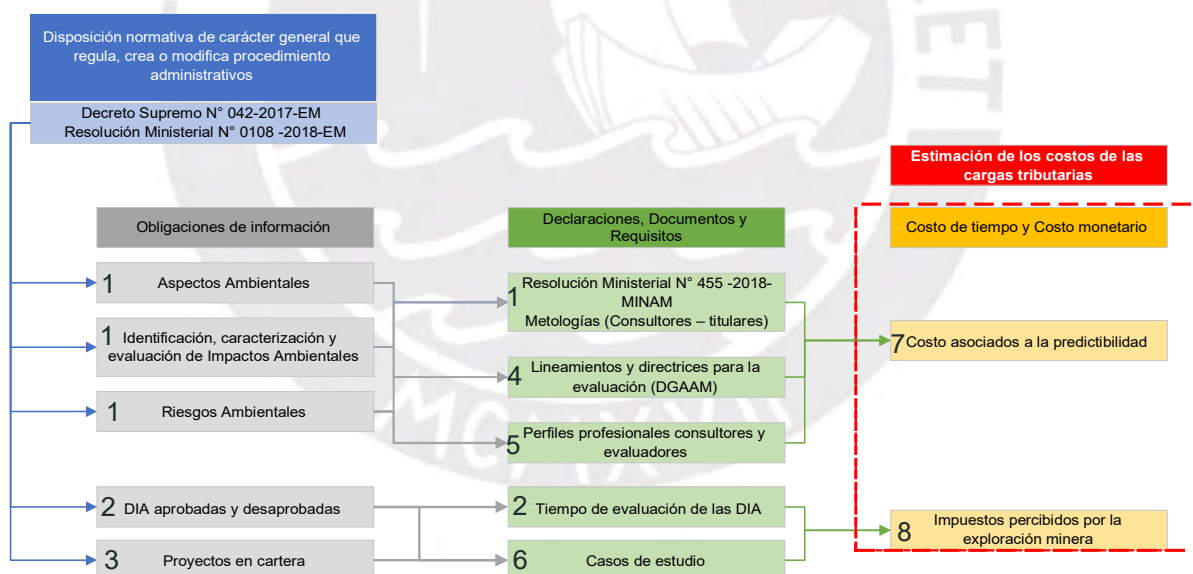 Disposición normativa de carácter general que
regula, crea o modifica procedimiento
administrativos
Decreto Supremo N° 042-2017-EM
Resolución Ministerial N° 0108 -2018-EM
Estimación de los costos de las
cargas tributarias
Obligaciones de información
Declaraciones, Documentos y
Requisitos
Costo de tiempo y Costo monetario
1 Aspectos Ambientales
1 Identificación, caracterización y
evaluación de Impactos Ambientales
1 Riesgos Ambientales
2 DIA aprobadas y desaprobadas
3 Proyectos en cartera
1 Resolución Ministerial N° 455 -2018-
MINAM
Metologías (Consultores – titulares)
4 Lineamientos y directrices para la
evaluación (DGAAM)
5 Perfiles profesionales consultores y
evaluadores
2 Tiempo de evaluación de las DIA
6 Casos de estudio
7 Costo asociados a la predictibilidad
8 Impuestos percibidos por la
exploración minera
MCMXVII